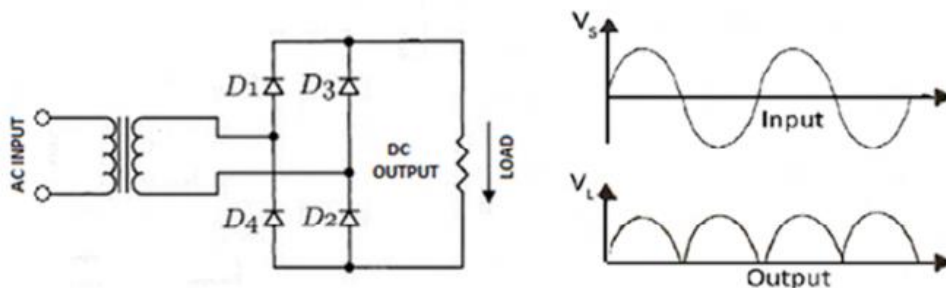 AC INPUT
D1
D3
D4
D2
DC
OUTPUT
LOAD
VS
Input
VL
Output